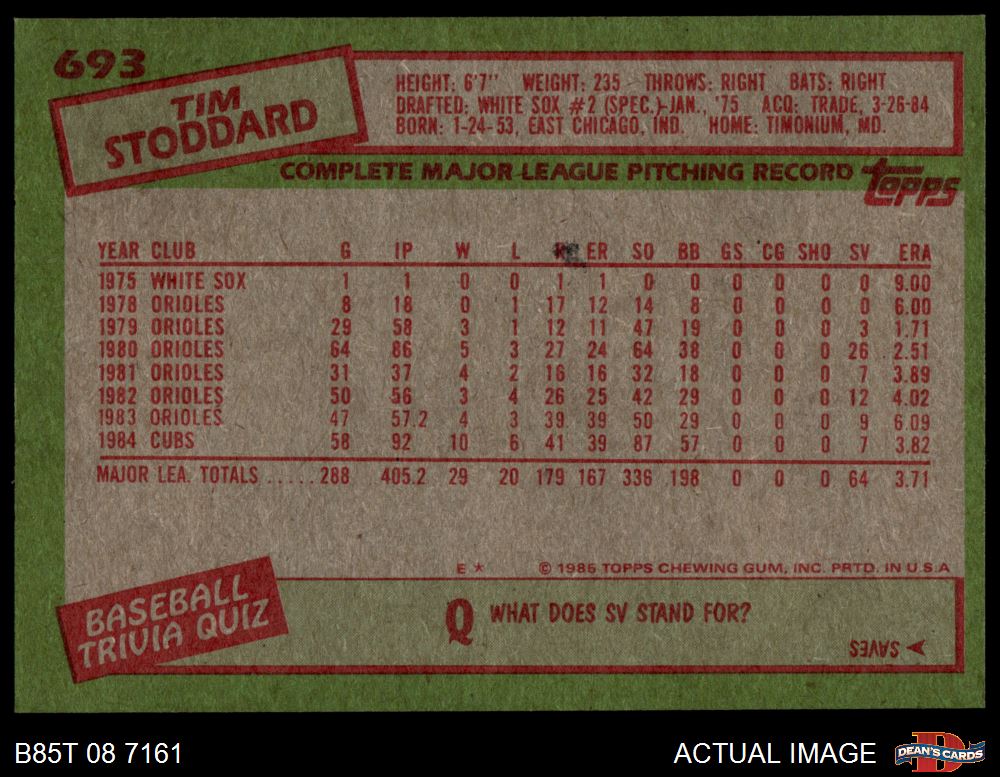 693
TIM
STODDARD
HEIGHT: 6'7" WEIGHT: 235 THROWS: RIGHT BATS: RIGHT
DRAFTED: WHITE SOX #2 (SPEC.)-JAN., '75 ACQ: TRADE, 3-26-84
BORN: 1-24-53, EAST CHICAGO, IND. HOME: TIMONIUM, MD.
COMPLETE MAJOR LEAGUE PITCHING RECORD
topps
YEAR CLUB G IP W L ER SO BB GS CG SHO SV ERA
1975 WHITE SOX 1 1 0 0 1 1 0 0 0 0 0 0 9.00
1978 ORIOLES 8 18 0 1 17 12 14 8 0 0 0 0 6.00
1979 ORIOLES 29 58 3 1 12 11 47 19 0 0 0 3 1.71
1980 ORIOLES 64 86 5 3 27 24 64 38 0 0 0 26 2.51
1981 ORIOLES 31 37 4 2 16 16 32 18 0 0 0 7 3.89
1982 ORIOLES 50 56 3 4 26 25 42 29 0 0 0 12 4.02
1983 ORIOLES 47 57.2 4 3 39 39 50 29 0 0 0 9 6.09
1984 CUBS 58 92 10 6 41 39 87 57 0 0 0 7 3.82
MAJOR LEA. TOTALS ..... 288 405.2 29 20 179 167 336 198 0 0 0 64 3.71
E * © 1985 TOPPS CHEWING GUM, INC. PRTD. IN U.S.A
BASEBALL
TRIVIA QUIZ
Q WHAT DOES SV STAND FOR?
SAVES
B85T 08 7161
ACTUAL IMAGE
DEAN'S CARDS